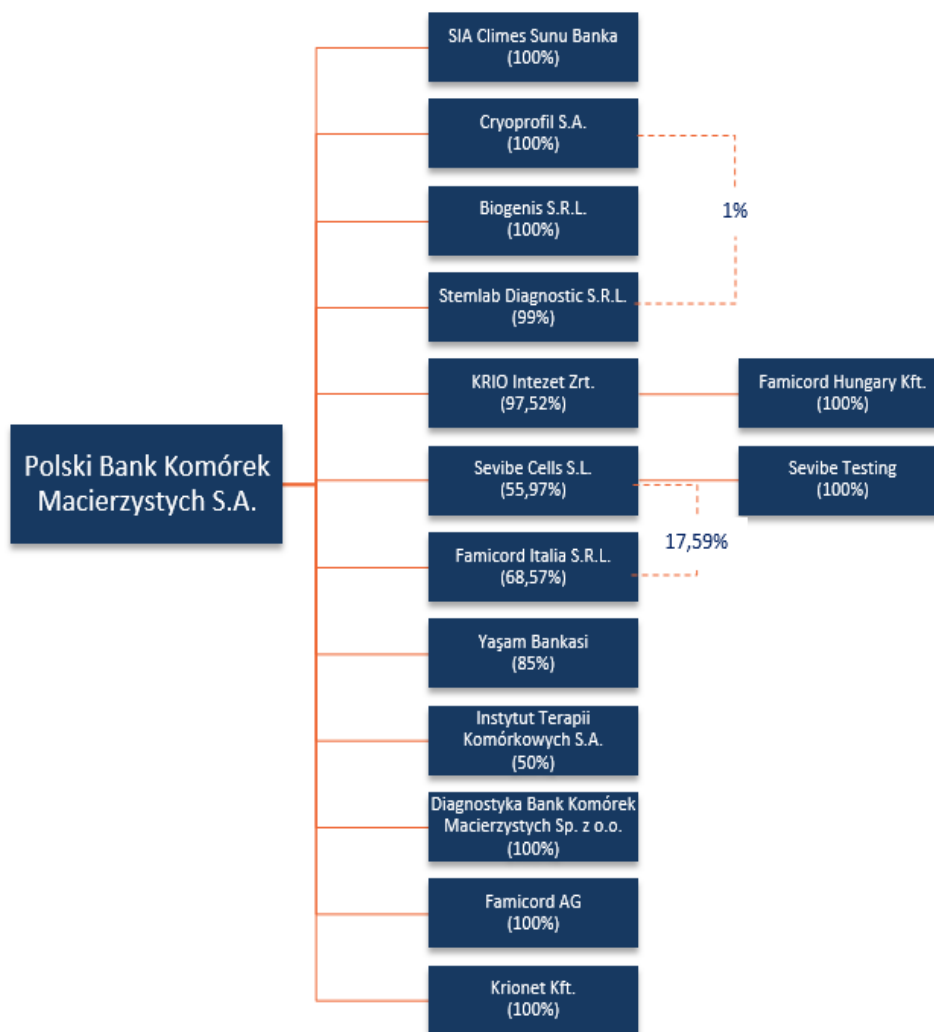 SIA Climes Sunu Banka
(100%)
Cryoprofil S.A.
(100%)
1%
Biogenis S.R.L.
(100%)
Stemlab Diagnostic S.R.L.
(99%)
KRIO Intezet Zrt.
(97,52%)
Famicord Hungary Kft.
(100%)
Polski Bank Komórek
Macierzystych S.A.
Sevibe Cells S.L.
(55,97%)
Sevibe Testing
(100%)
17,59%
Famicord Italia S.R.L.
(68,57%)
Yaşam Bankasi
(85%)
Instytut Terapii
Komórkowych S.A.
(50%)
Diagnostyka Bank Komórek
Macierzystych Sp. z o.o.
(100%)
Famicord AG
(100%)
Krionet Kft.
(100%)